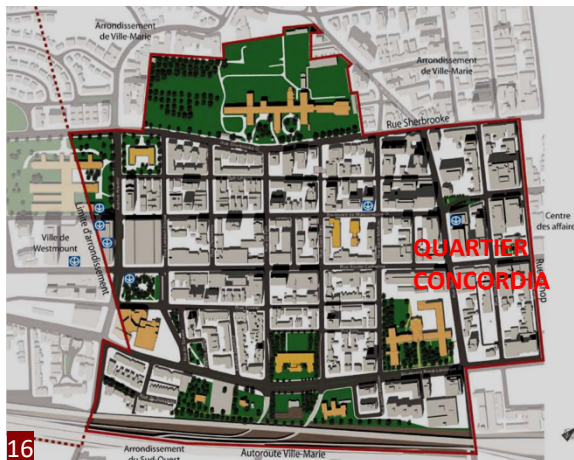 Arrondissement
de Ville-Marie
Arrondissement
de Ville-Marie
Rue Sherbrooke
Ville de
Westmount
Limite d'arrondissement
Centre
des affaire
QUARTIER
CONCORDIA
16
Arrondissement
du Sud-Ouest
Autoroute Ville-Marie